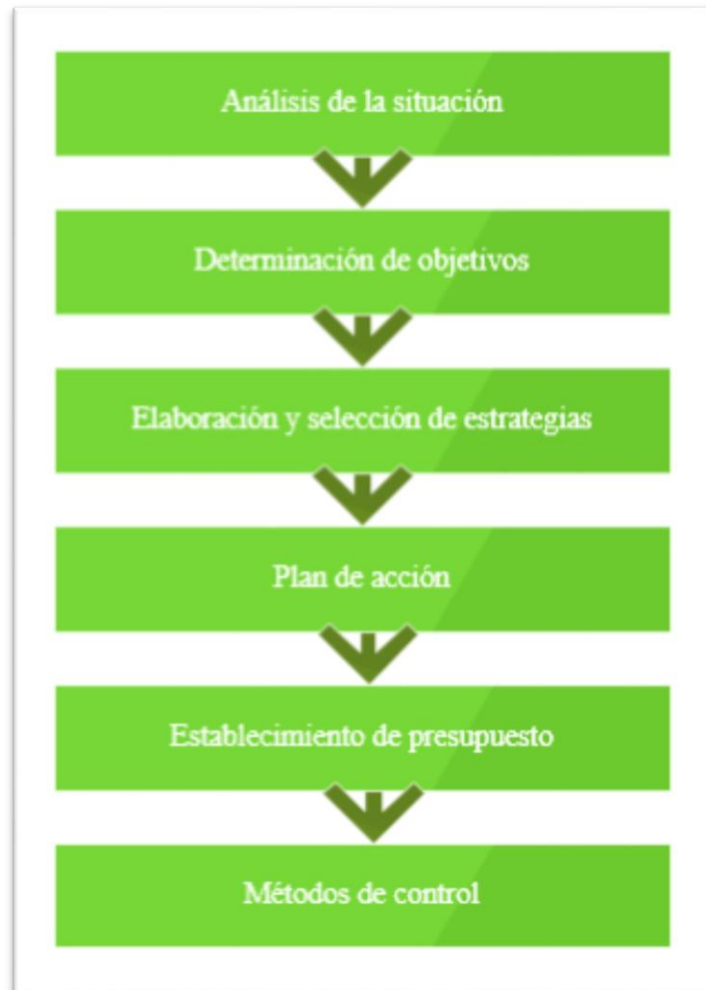 Análisis de la situación
Determinación de objetivos
Elaboración y selección de estrategias
Plan de acción
Establecimiento de presupuesto
Métodos de control